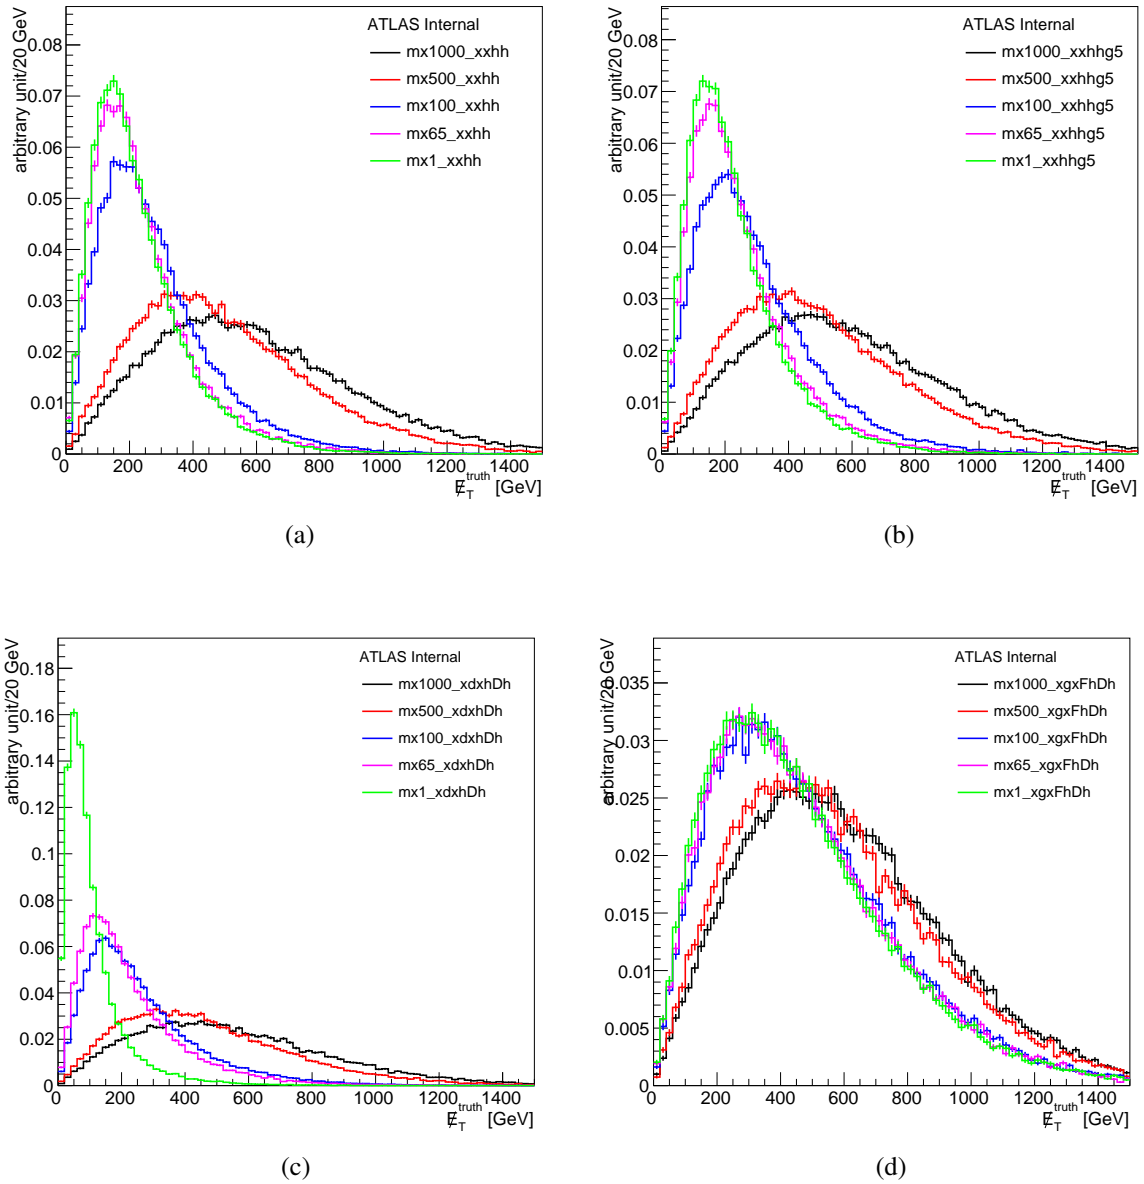 arbitrary unit/20 GeV
ATLAS Internal
mx1000_xxhh
mx500_xxhh
mx100_xxhh
mx65_xxhh
mx1_xxhh
0.08
0.07
0.06
0.05
0.04
0.03
0.02
0.01
0
0 200 400 600 800 1000 1200 1400
E̸_T^truth [GeV]
(a)
arbitrary unit/20 GeV
ATLAS Internal
mx1000_xxhhg5
mx500_xxhhg5
mx100_xxhhg5
mx65_xxhhg5
mx1_xxhhg5
0.08
0.07
0.06
0.05
0.04
0.03
0.02
0.01
0
0 200 400 600 800 1000 1200 1400
E̸_T^truth [GeV]
(b)
arbitrary unit/20 GeV
ATLAS Internal
mx1000_xdxhDh
mx500_xdxhDh
mx100_xdxhDh
mx65_xdxhDh
mx1_xdxhDh
0.18
0.16
0.14
0.12
0.1
0.08
0.06
0.04
0.02
0
0 200 400 600 800 1000 1200 1400
E̸_T^truth [GeV]
(c)
arbitrary unit/20 GeV
ATLAS Internal
mx1000_xgxFhDh
mx500_xgxFhDh
mx100_xgxFhDh
mx65_xgxFhDh
mx1_xgxFhDh
0.035
0.03
0.025
0.02
0.015
0.01
0.005
0
0 200 400 600 800 1000 1200 1400
E̸_T^truth [GeV]
(d)